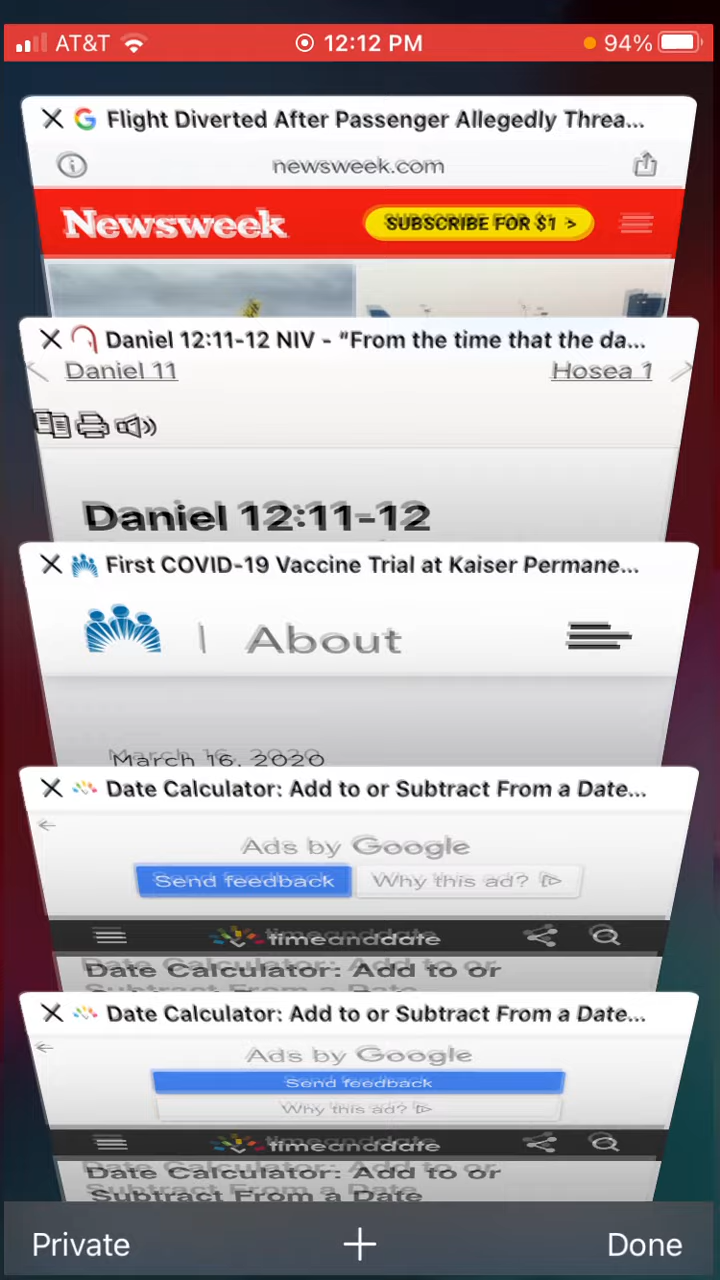 AT&T 12:12 PM 94%
Flight Diverted After Passenger Allegedly Threa...
newsweek.com
Newsweek SUBSCRIBE FOR $1 >
Daniel 12:11-12 NIV - "From the time that the da...
Daniel 11 Hosea 1
Daniel 12:11-12
First COVID-19 Vaccine Trial at Kaiser Permane...
About
March 16, 2020
Date Calculator: Add to or Subtract From a Date...
Ads by Google
Send feedback Why this ad?
timeanddate
Date Calculator: Add to or
Subtract From a Date
Date Calculator: Add to or Subtract From a Date...
Ads by Google
Send feedback
Why this ad?
timeanddate
Date Calculator: Add to or
Subtract From a Date
Private + Done